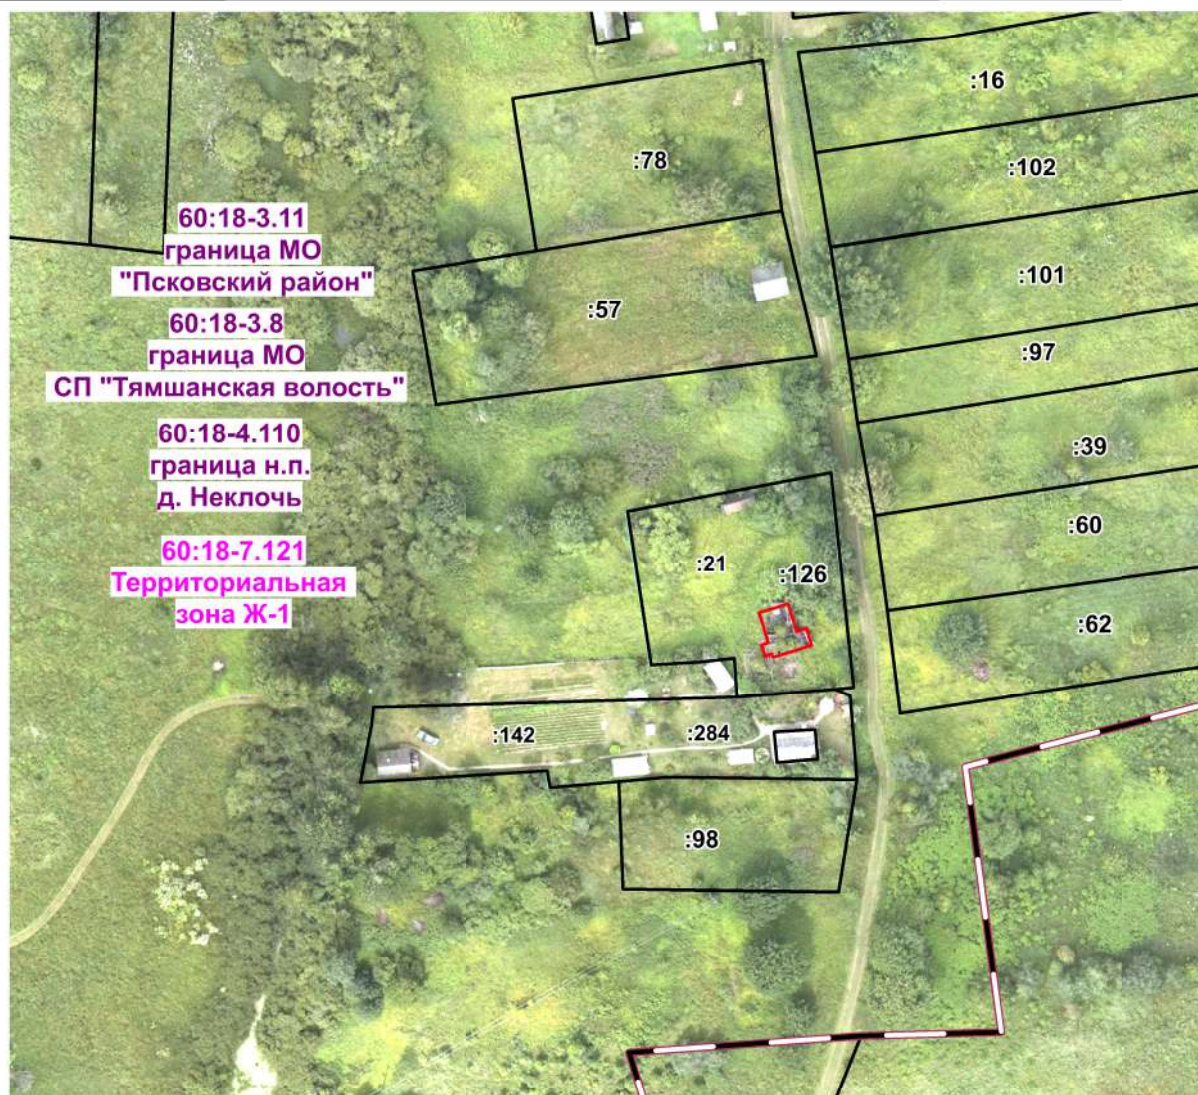 :16
:78
:102
60:18-3.11
граница МО
"Псковский район"
:101
:57
60:18-3.8
граница МО
СП "Тямшанская волость"
:97
60:18-4.110
граница н.п.
д. Неклочь
:39
:60
60:18-7.121
Территориальная
зона Ж-1
:21
:126
:62
:142
:284
:98